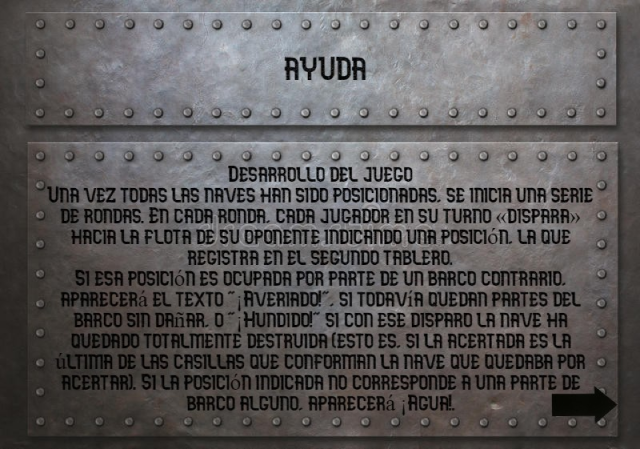 AYUDA
DESARROLLO DEL JUEGO
UNA VEZ TODAS LAS NAVES HAN SIDO POSICIONADAS, SE INICIA UNA SERIE
DE RONDAS. EN CADA RONDA, CADA JUGADOR EN SU TURNO «DISPARA»
HACIA LA FLOTA DE SU OPONENTE INDICANDO UNA POSICIÓN, LA QUE
REGISTRA EN EL SEGUNDO TABLERO.
SI ESA POSICIÓN ES OCUPADA POR PARTE DE UN BARCO CONTRARIO,
APARECERÁ EL TEXTO "¡AVERIADO!", SI TODAVÍA QUEDAN PARTES DEL
BARCO SIN DAÑAR, O "¡HUNDIDO!" SI CON ESE DISPARO LA NAVE HA
QUEDADO TOTALMENTE DESTRUIDA (ESTO ES, SI LA ACERTADA ES LA
ÚLTIMA DE LAS CASILLAS QUE CONFORMAN LA NAVE QUE QUEDABA POR
ACERTAR). SI LA POSICIÓN INDICADA NO CORRESPONDE A UNA PARTE DE
BARCO ALGUNO, APARECERÁ ¡AGUA!.